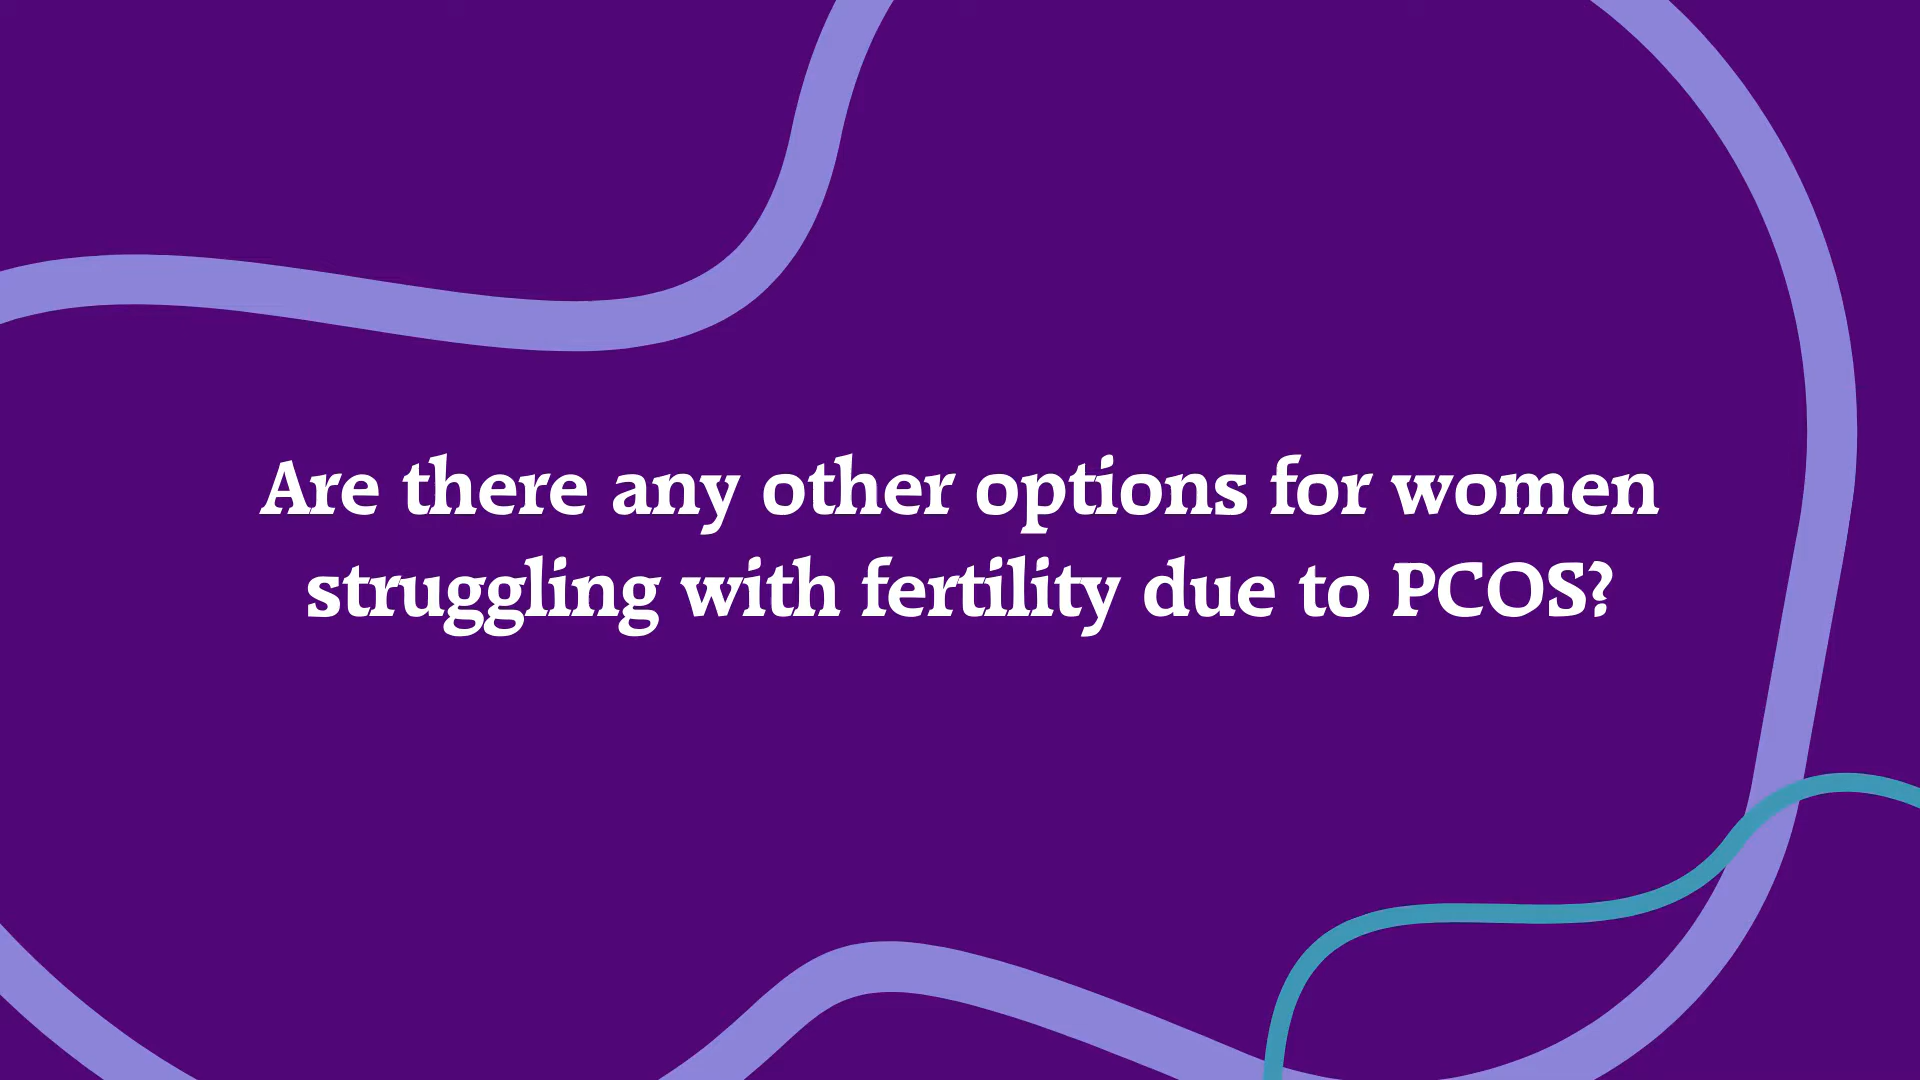 Are there any other options for women
struggling with fertility due to PCOS?